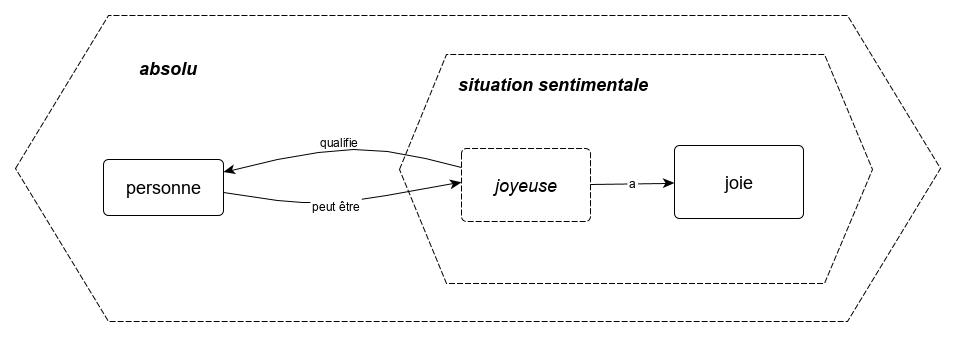 absolu
situation sentimentale
qualifie
personne
joyeuse
a
joie
peut être